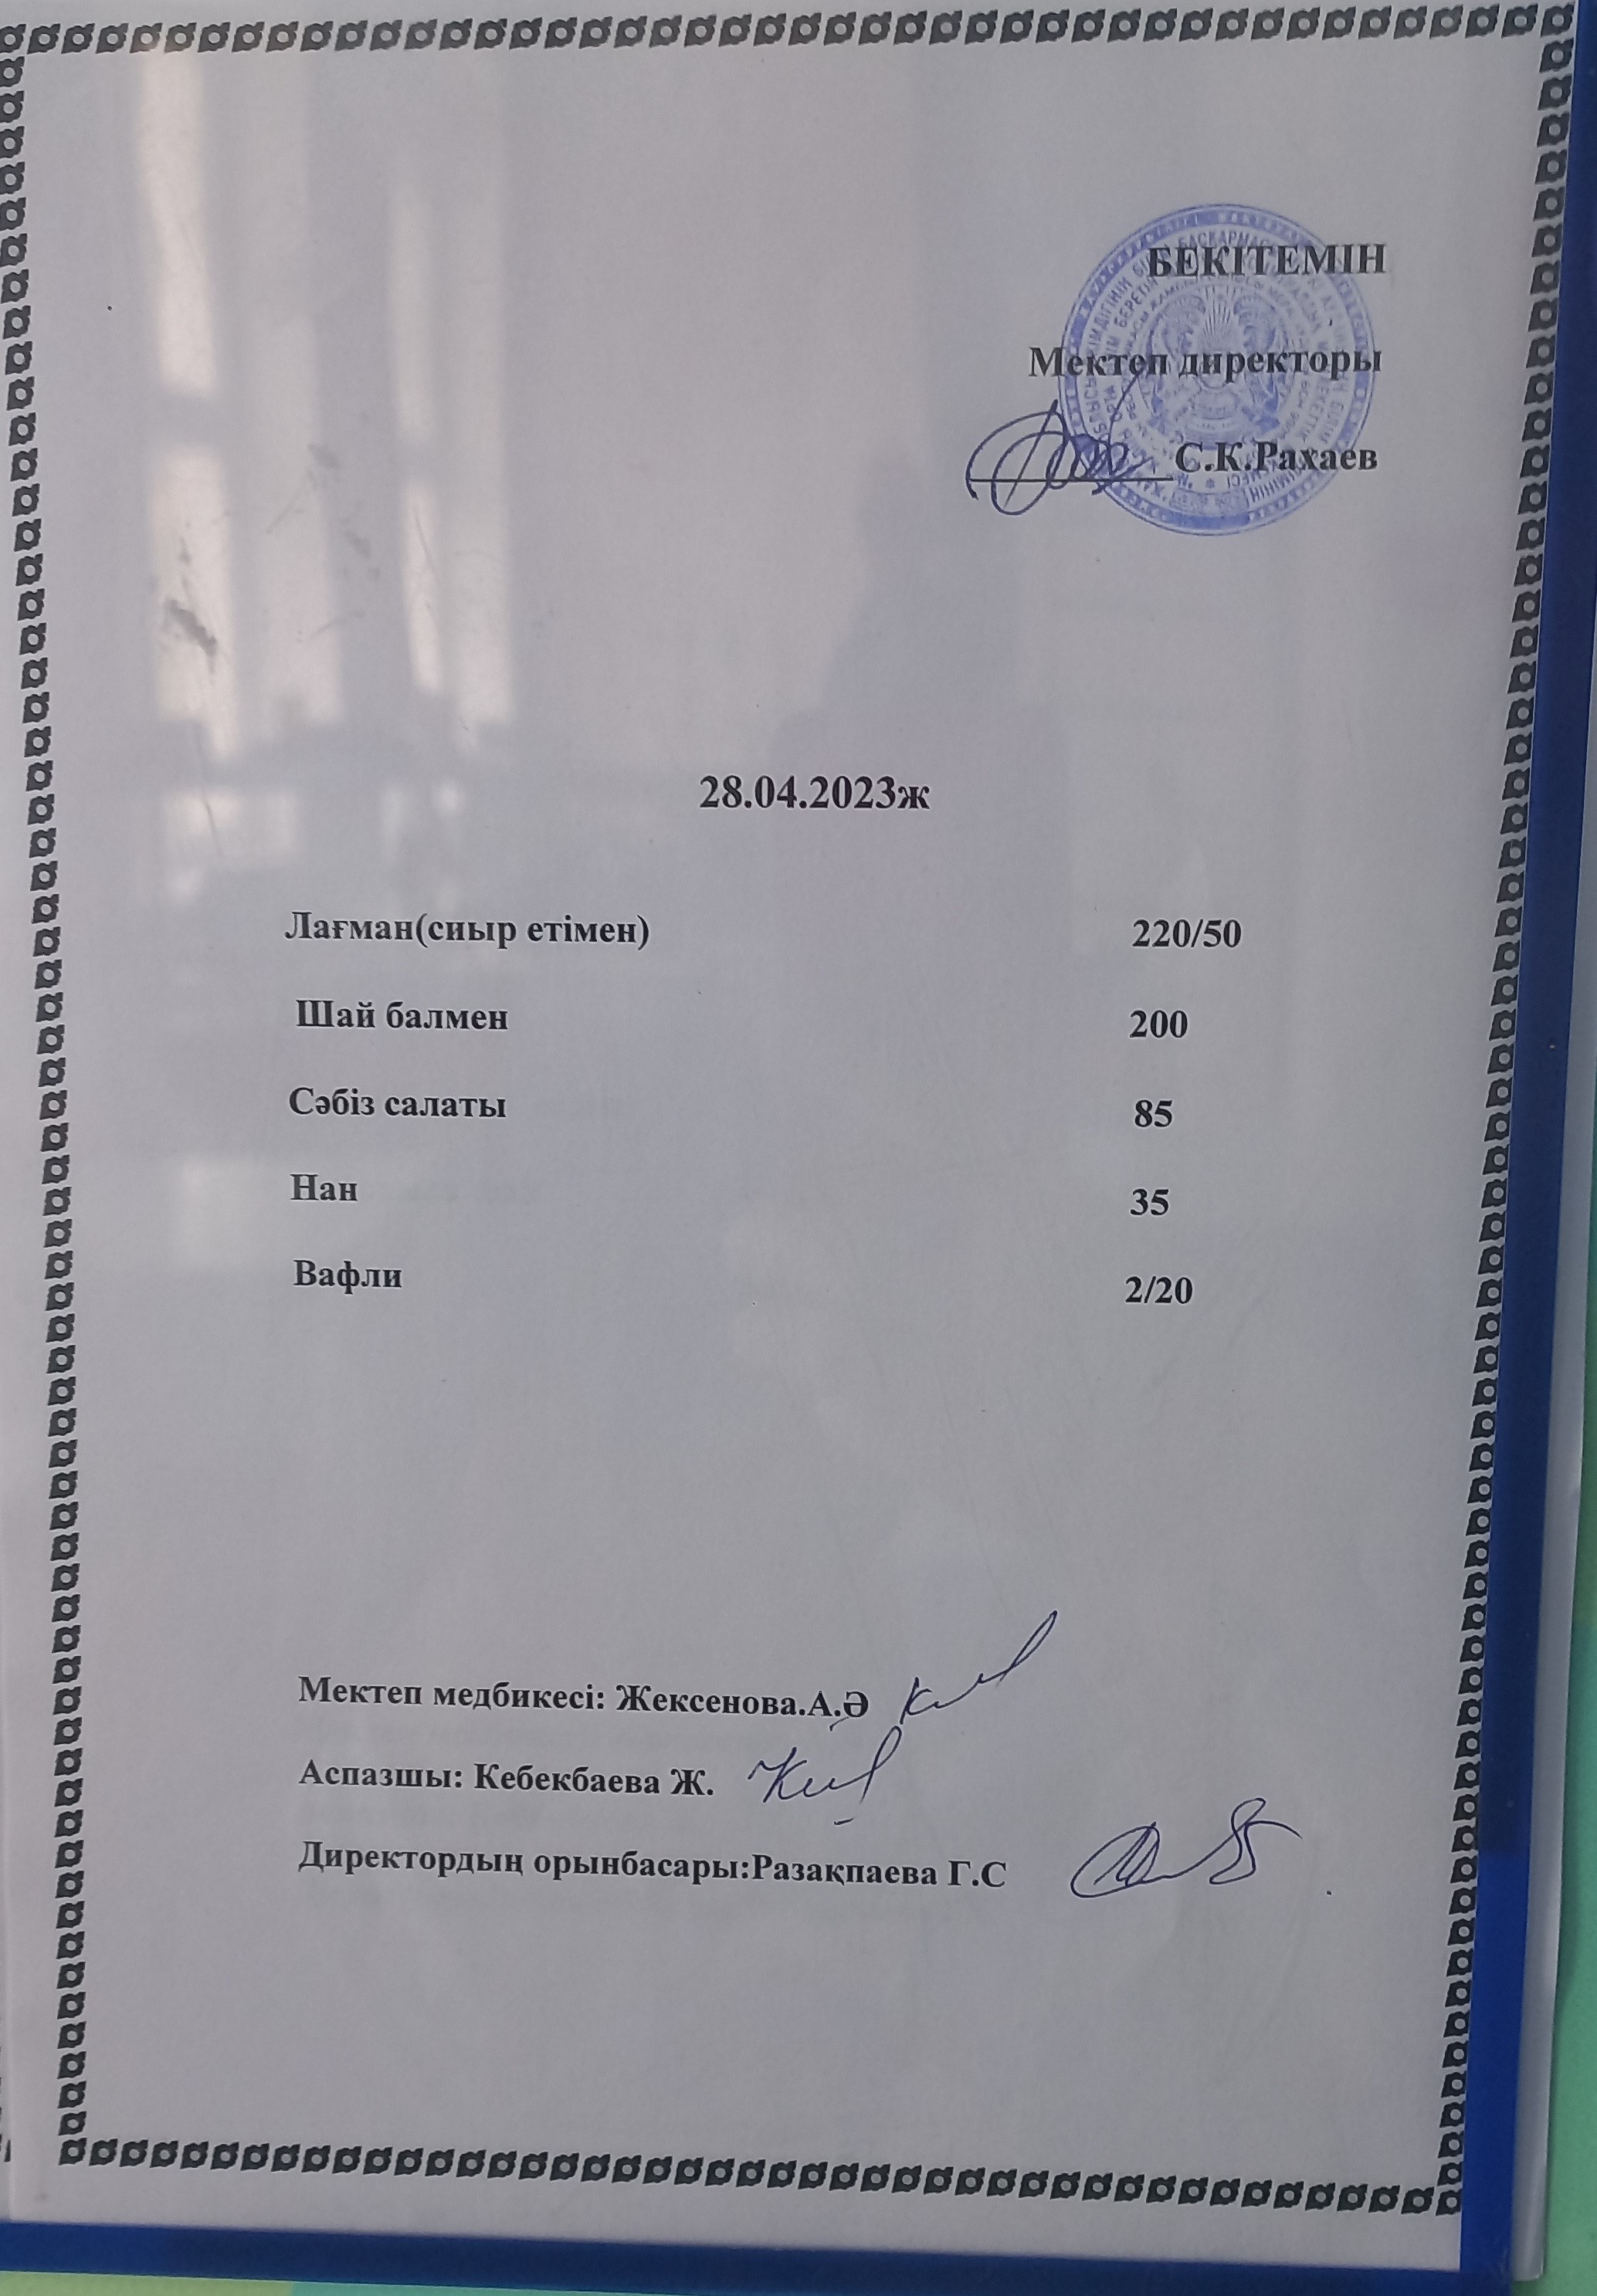 БЕКІТЕМІН
Мектеп директоры
С.К.Рахаев
28.04.2023ж
Лағман(сиыр етімен) 220/50
Шай балмен 200
Сәбіз салаты 85
Нан 35
Вафли 2/20
Мектеп медбикесі: Жексенова.А.Ә
Аспазшы: Кебекбаева Ж.
Директордың орынбасары:Разақпаева Г.С